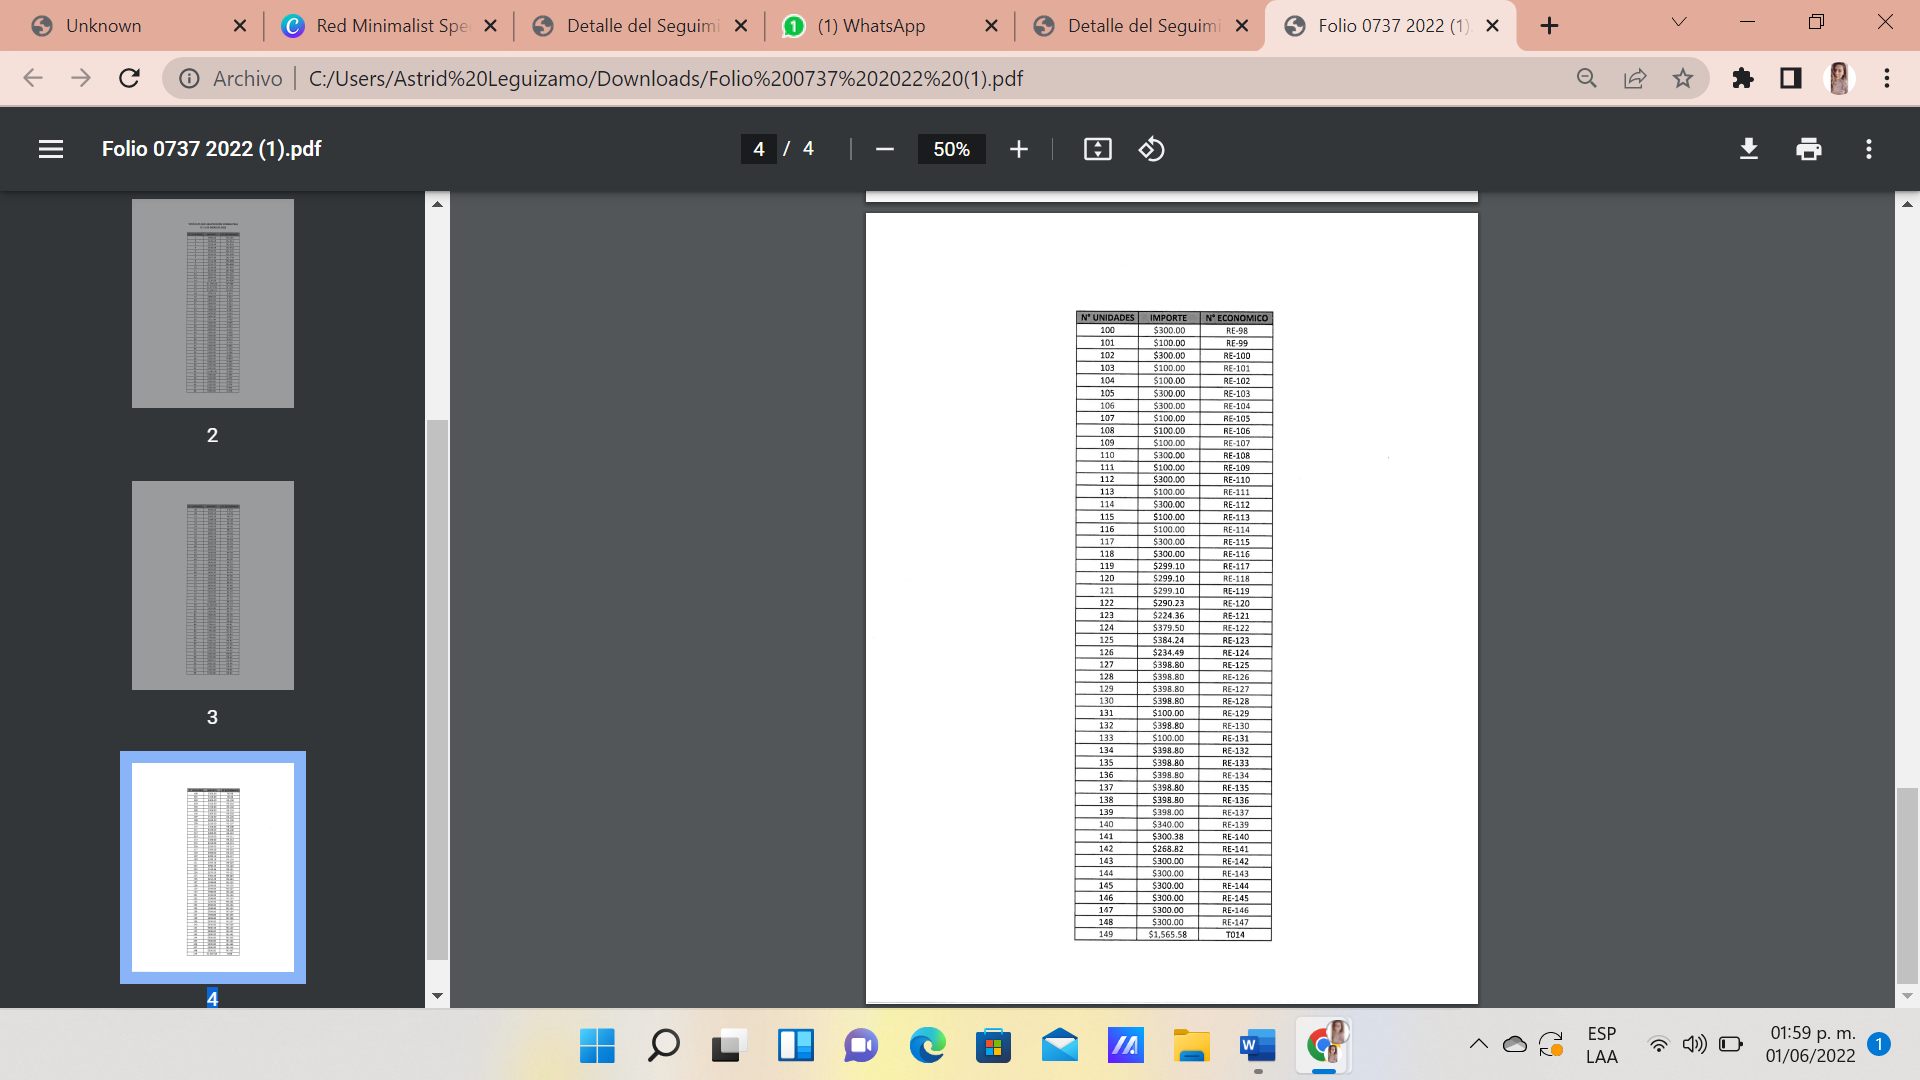 Unknown
Red Minimalist Spe
Detalle del Seguimi
(1) WhatsApp
Detalle del Seguimi
Folio 0737 2022 (1)
Archivo
C:/Users/Astrid%20Leguizamo/Downloads/Folio%200737%202022%20(1).pdf
Folio 0737 2022 (1).pdf
4 / 4
50%
2
3
4
N° UNIDADES IMPORTE N° ECONOMICO
100 $300.00 RE-98
101 $100.00 RE-99
102 $300.00 RE-100
103 $100.00 RE-101
104 $100.00 RE-102
105 $300.00 RE-103
106 $300.00 RE-104
107 $100.00 RE-105
108 $100.00 RE-106
109 $100.00 RE-107
110 $300.00 RE-108
111 $100.00 RE-109
112 $300.00 RE-110
113 $100.00 RE-111
114 $300.00 RE-112
115 $100.00 RE-113
116 $100.00 RE-114
117 $300.00 RE-115
118 $300.00 RE-116
119 $299.10 RE-117
120 $299.10 RE-118
121 $299.10 RE-119
122 $290.23 RE-120
123 $224.36 RE-121
124 $379.50 RE-122
125 $384.24 RE-123
126 $234.49 RE-124
127 $398.80 RE-125
128 $398.80 RE-126
129 $398.80 RE-127
130 $398.80 RE-128
131 $100.00 RE-129
132 $398.80 RE-130
133 $100.00 RE-131
134 $398.80 RE-132
135 $398.80 RE-133
136 $398.80 RE-134
137 $398.80 RE-135
138 $398.80 RE-136
139 $398.00 RE-137
140 $340.00 RE-139
141 $300.38 RE-140
142 $268.82 RE-141
143 $300.00 RE-142
144 $300.00 RE-143
145 $300.00 RE-144
146 $300.00 RE-145
147 $300.00 RE-146
148 $300.00 RE-147
149 $1,565.58 T014
ESP
LAA
01:59 p. m.
01/06/2022
1